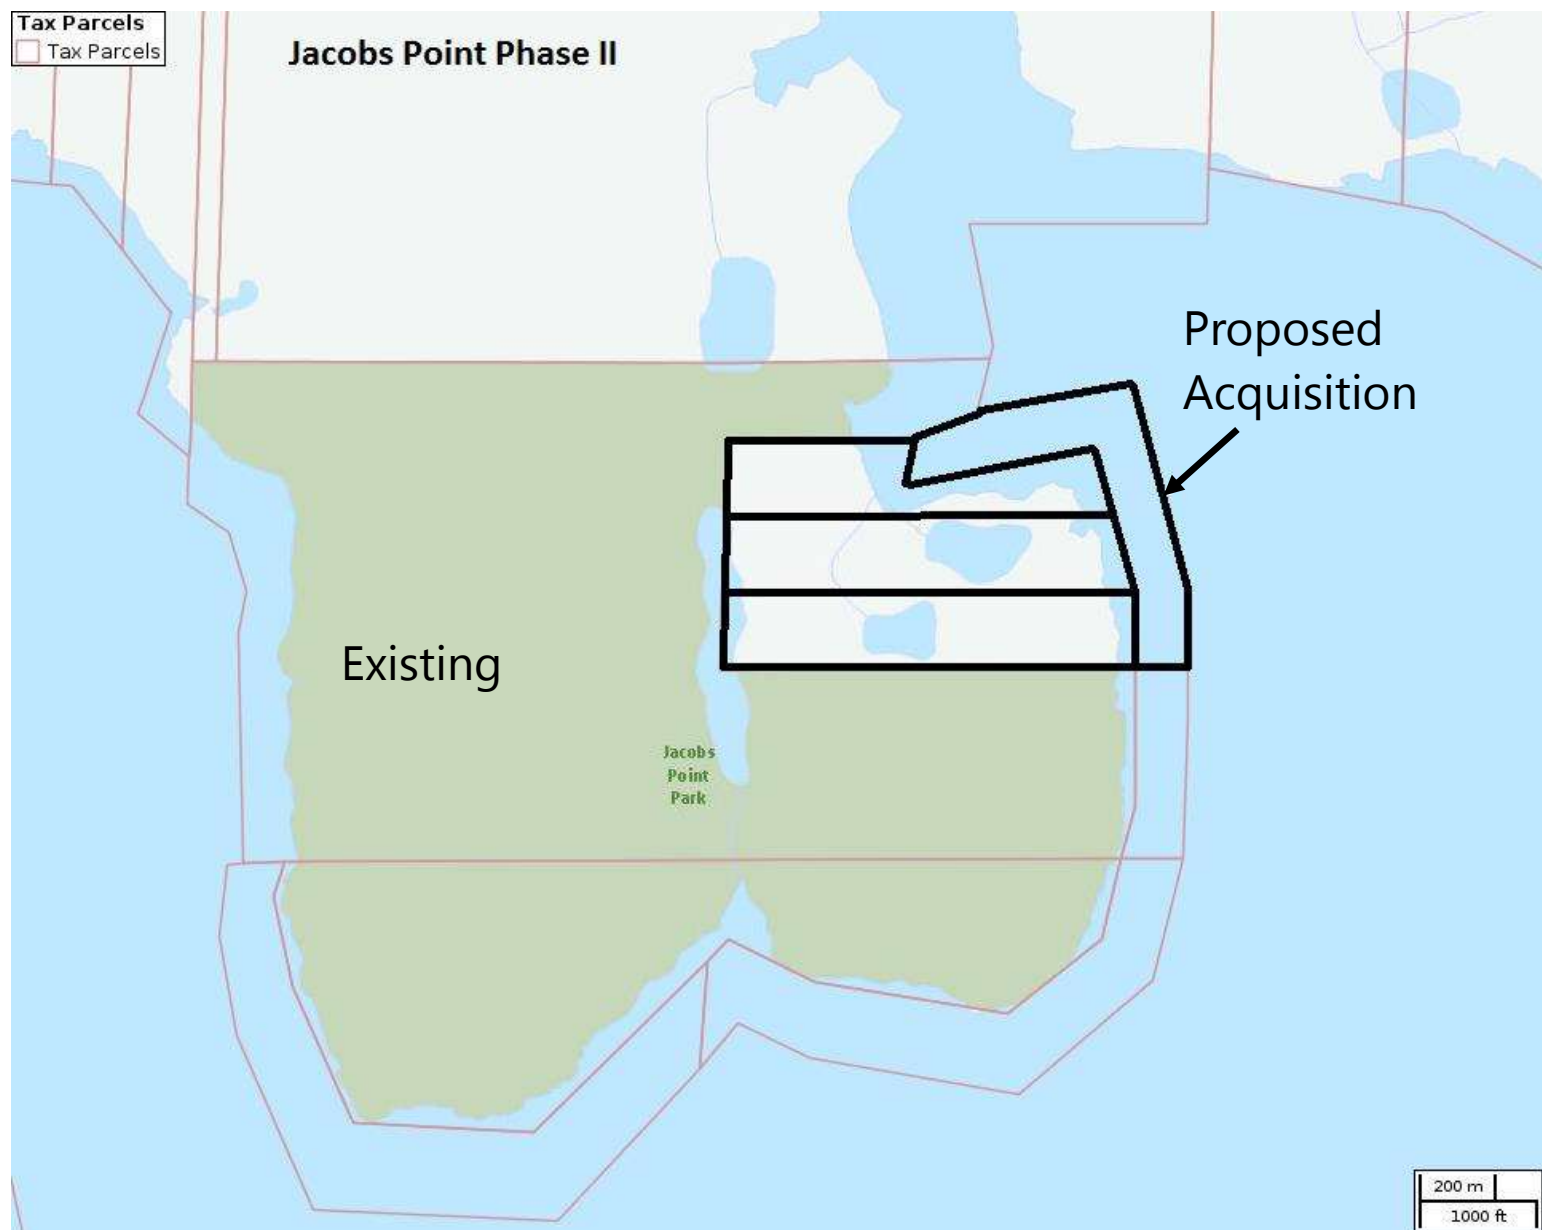 Tax Parcels
Tax Parcels
Jacobs Point Phase II
Proposed
Acquisition
Existing
Jacobs
Point
Park
200 m
1000 ft